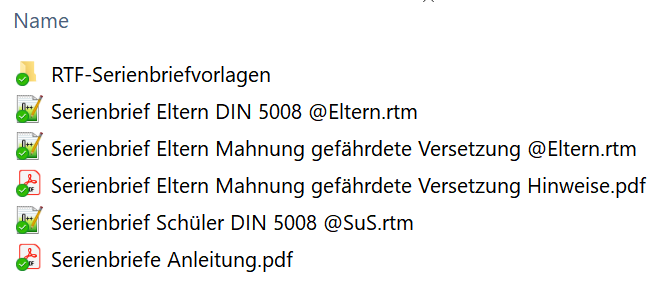 Name
RTF-Serienbriefvorlagen
Serienbrief Eltern DIN 5008 @Eltern.rtm
Serienbrief Eltern Mahnung gefährdete Versetzung @Eltern.rtm
Serienbrief Eltern Mahnung gefährdete Versetzung Hinweise.pdf
Serienbrief Schüler DIN 5008 @SuS.rtm
Serienbriefe Anleitung.pdf